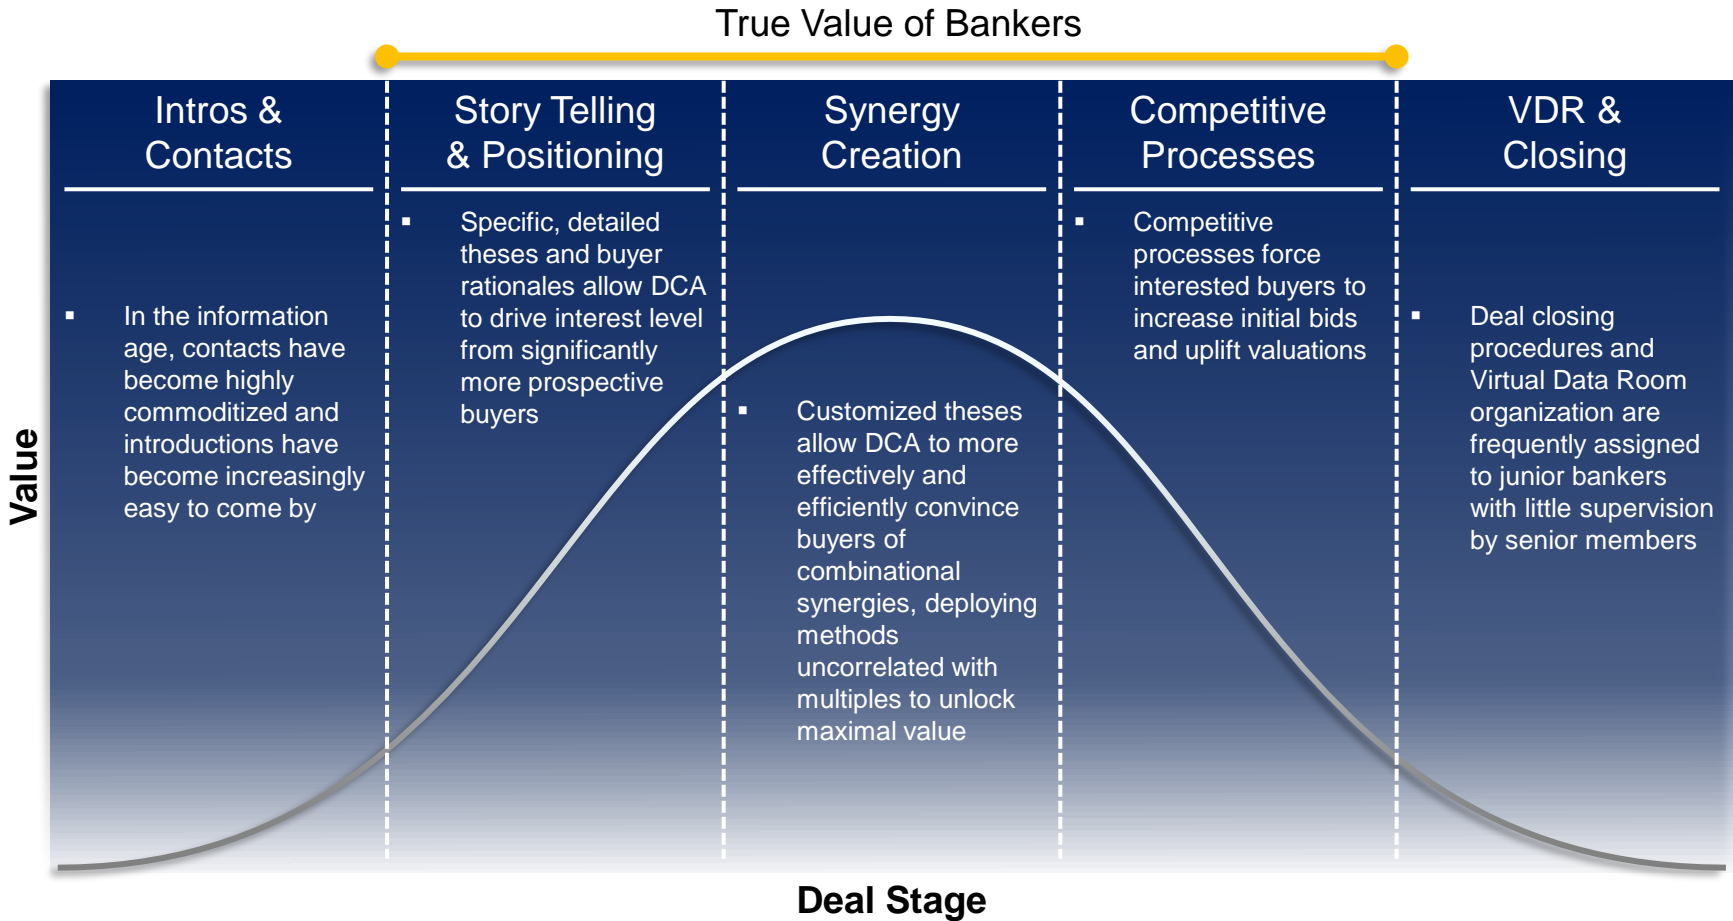 True Value of Bankers
Intros &
Contacts
▪ In the information
age, contacts have
become highly
commoditized and
introductions have
become increasingly
easy to come by
Story Telling
& Positioning
▪ Specific, detailed
theses and buyer
rationales allow DCA
to drive interest level
from significantly
more prospective
buyers
Synergy
Creation
▪ Customized theses
allow DCA to more
effectively and
efficiently convince
buyers of
combinational
synergies, deploying
methods
uncorrelated with
multiples to unlock
maximal value
Competitive
Processes
▪ Competitive
processes force
interested buyers to
increase initial bids
and uplift valuations
VDR &
Closing
▪ Deal closing
procedures and
Virtual Data Room
organization are
frequently assigned
to junior bankers
with little supervision
by senior members
Value
Deal Stage